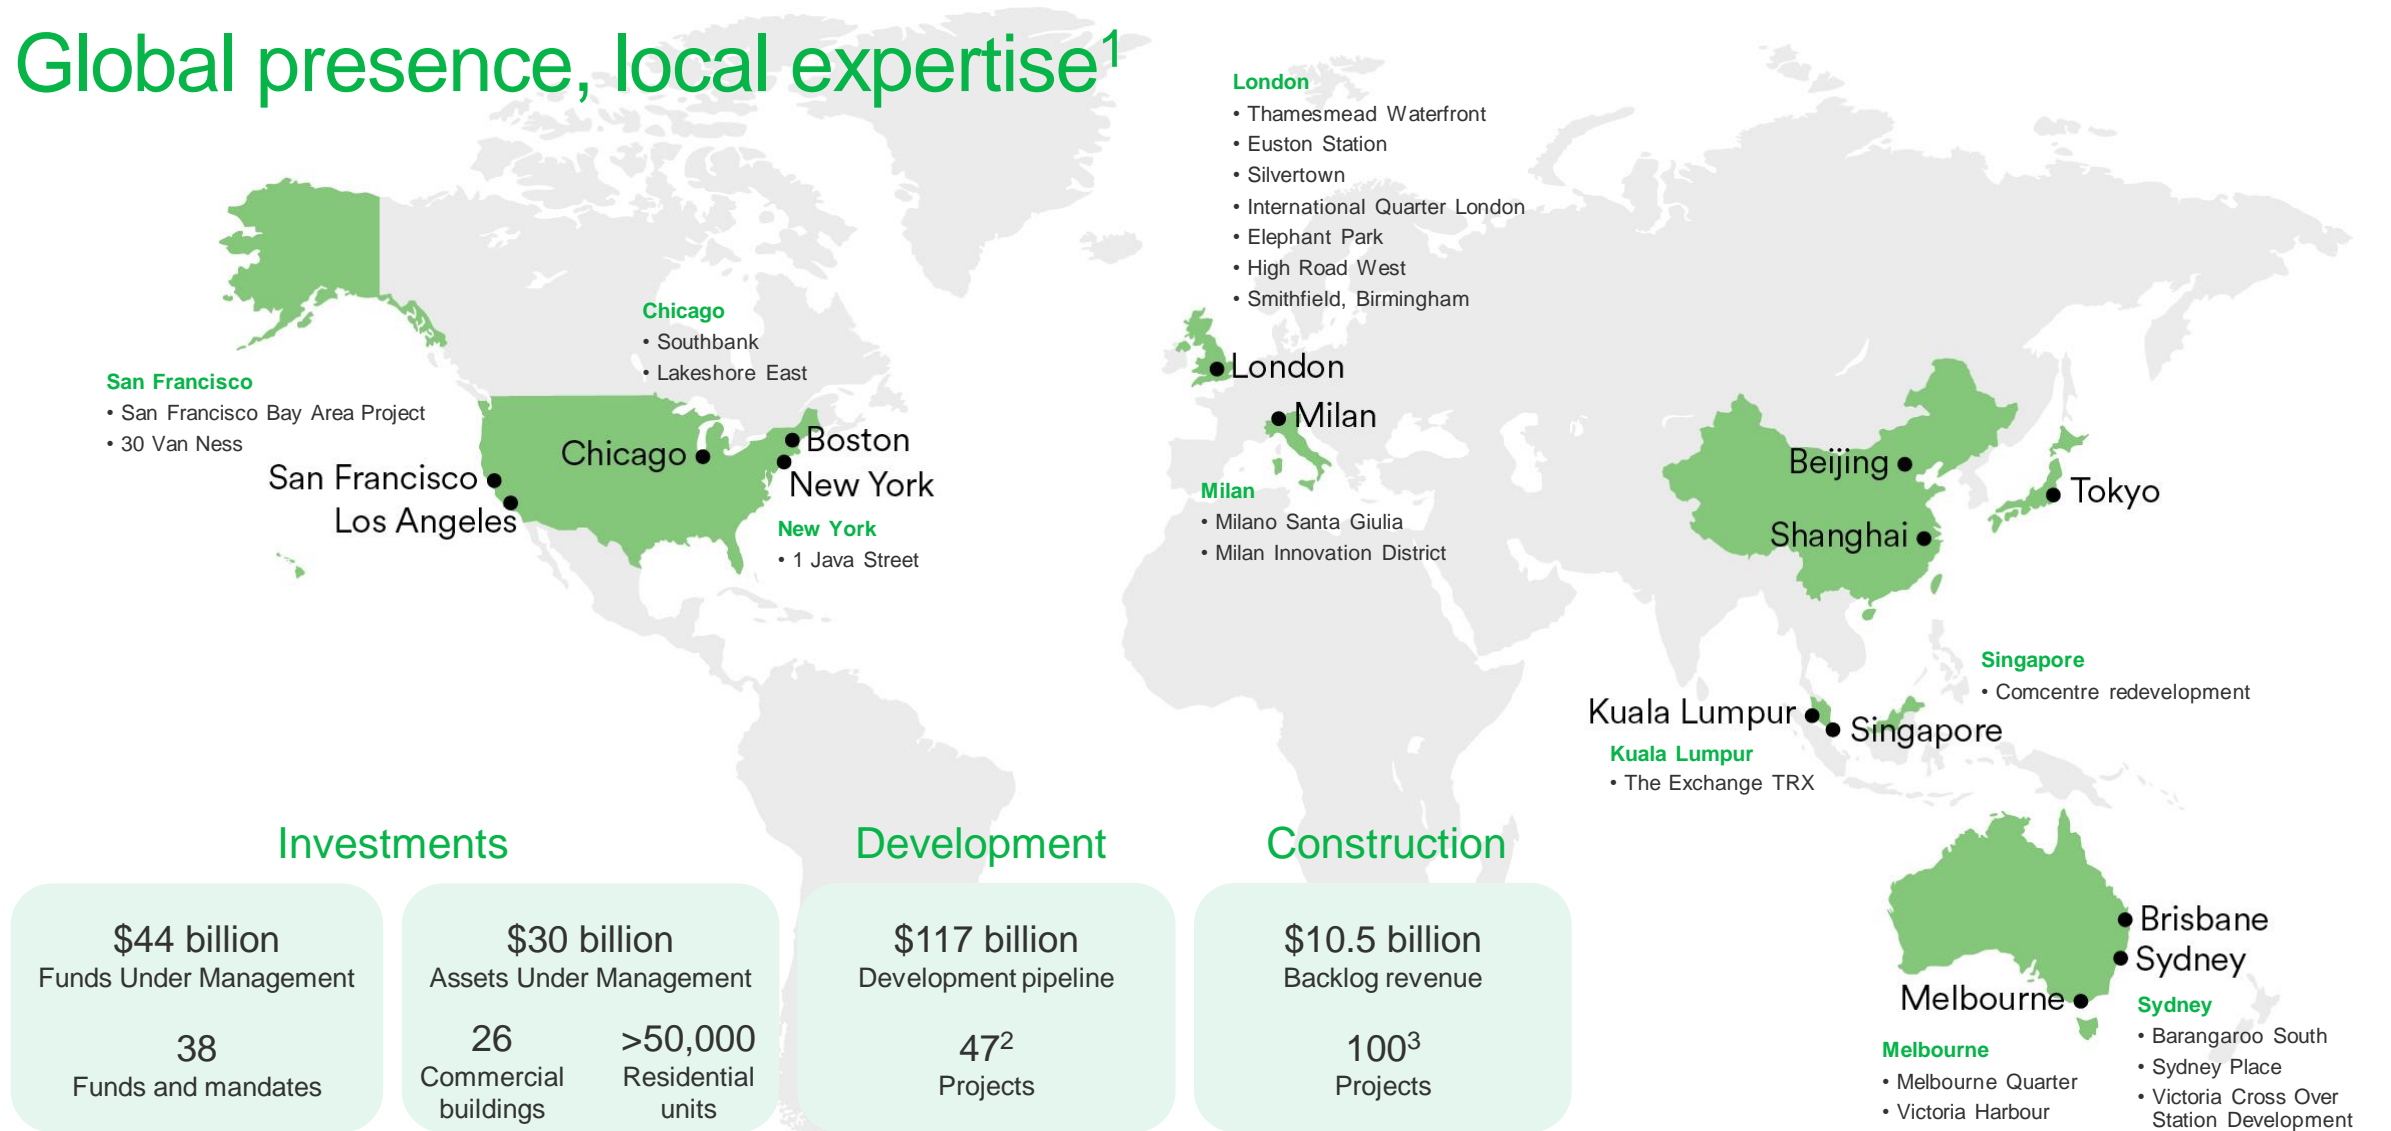 Global presence, local expertise1
London
• Thamesmead Waterfront
• Euston Station
• Silvertown
• International Quarter London
• Elephant Park
• High Road West
• Smithfield, Birmingham
Chicago
• Southbank
• Lakeshore East
San Francisco
• San Francisco Bay Area Project
• 30 Van Ness
San Francisco
Los Angeles
Chicago
Boston
New York
New York
• 1 Java Street
London
Milan
Milan
• Milano Santa Giulia
• Milan Innovation District
Beijing
Shanghai
Tokyo
Singapore
• Comcentre redevelopment
Kuala Lumpur
Singapore
Kuala Lumpur
• The Exchange TRX
Investments
$44 billion
Funds Under Management
38
Funds and mandates
$30 billion
Assets Under Management
26
Commercial
buildings
>50,000
Residential
units
Development
$117 billion
Development pipeline
472
Projects
Construction
$10.5 billion
Backlog revenue
1003
Projects
Brisbane
Sydney
Melbourne
Melbourne
• Melbourne Quarter
• Victoria Harbour
Sydney
• Barangaroo South
• Sydney Place
• Victoria Cross Over
Station Development